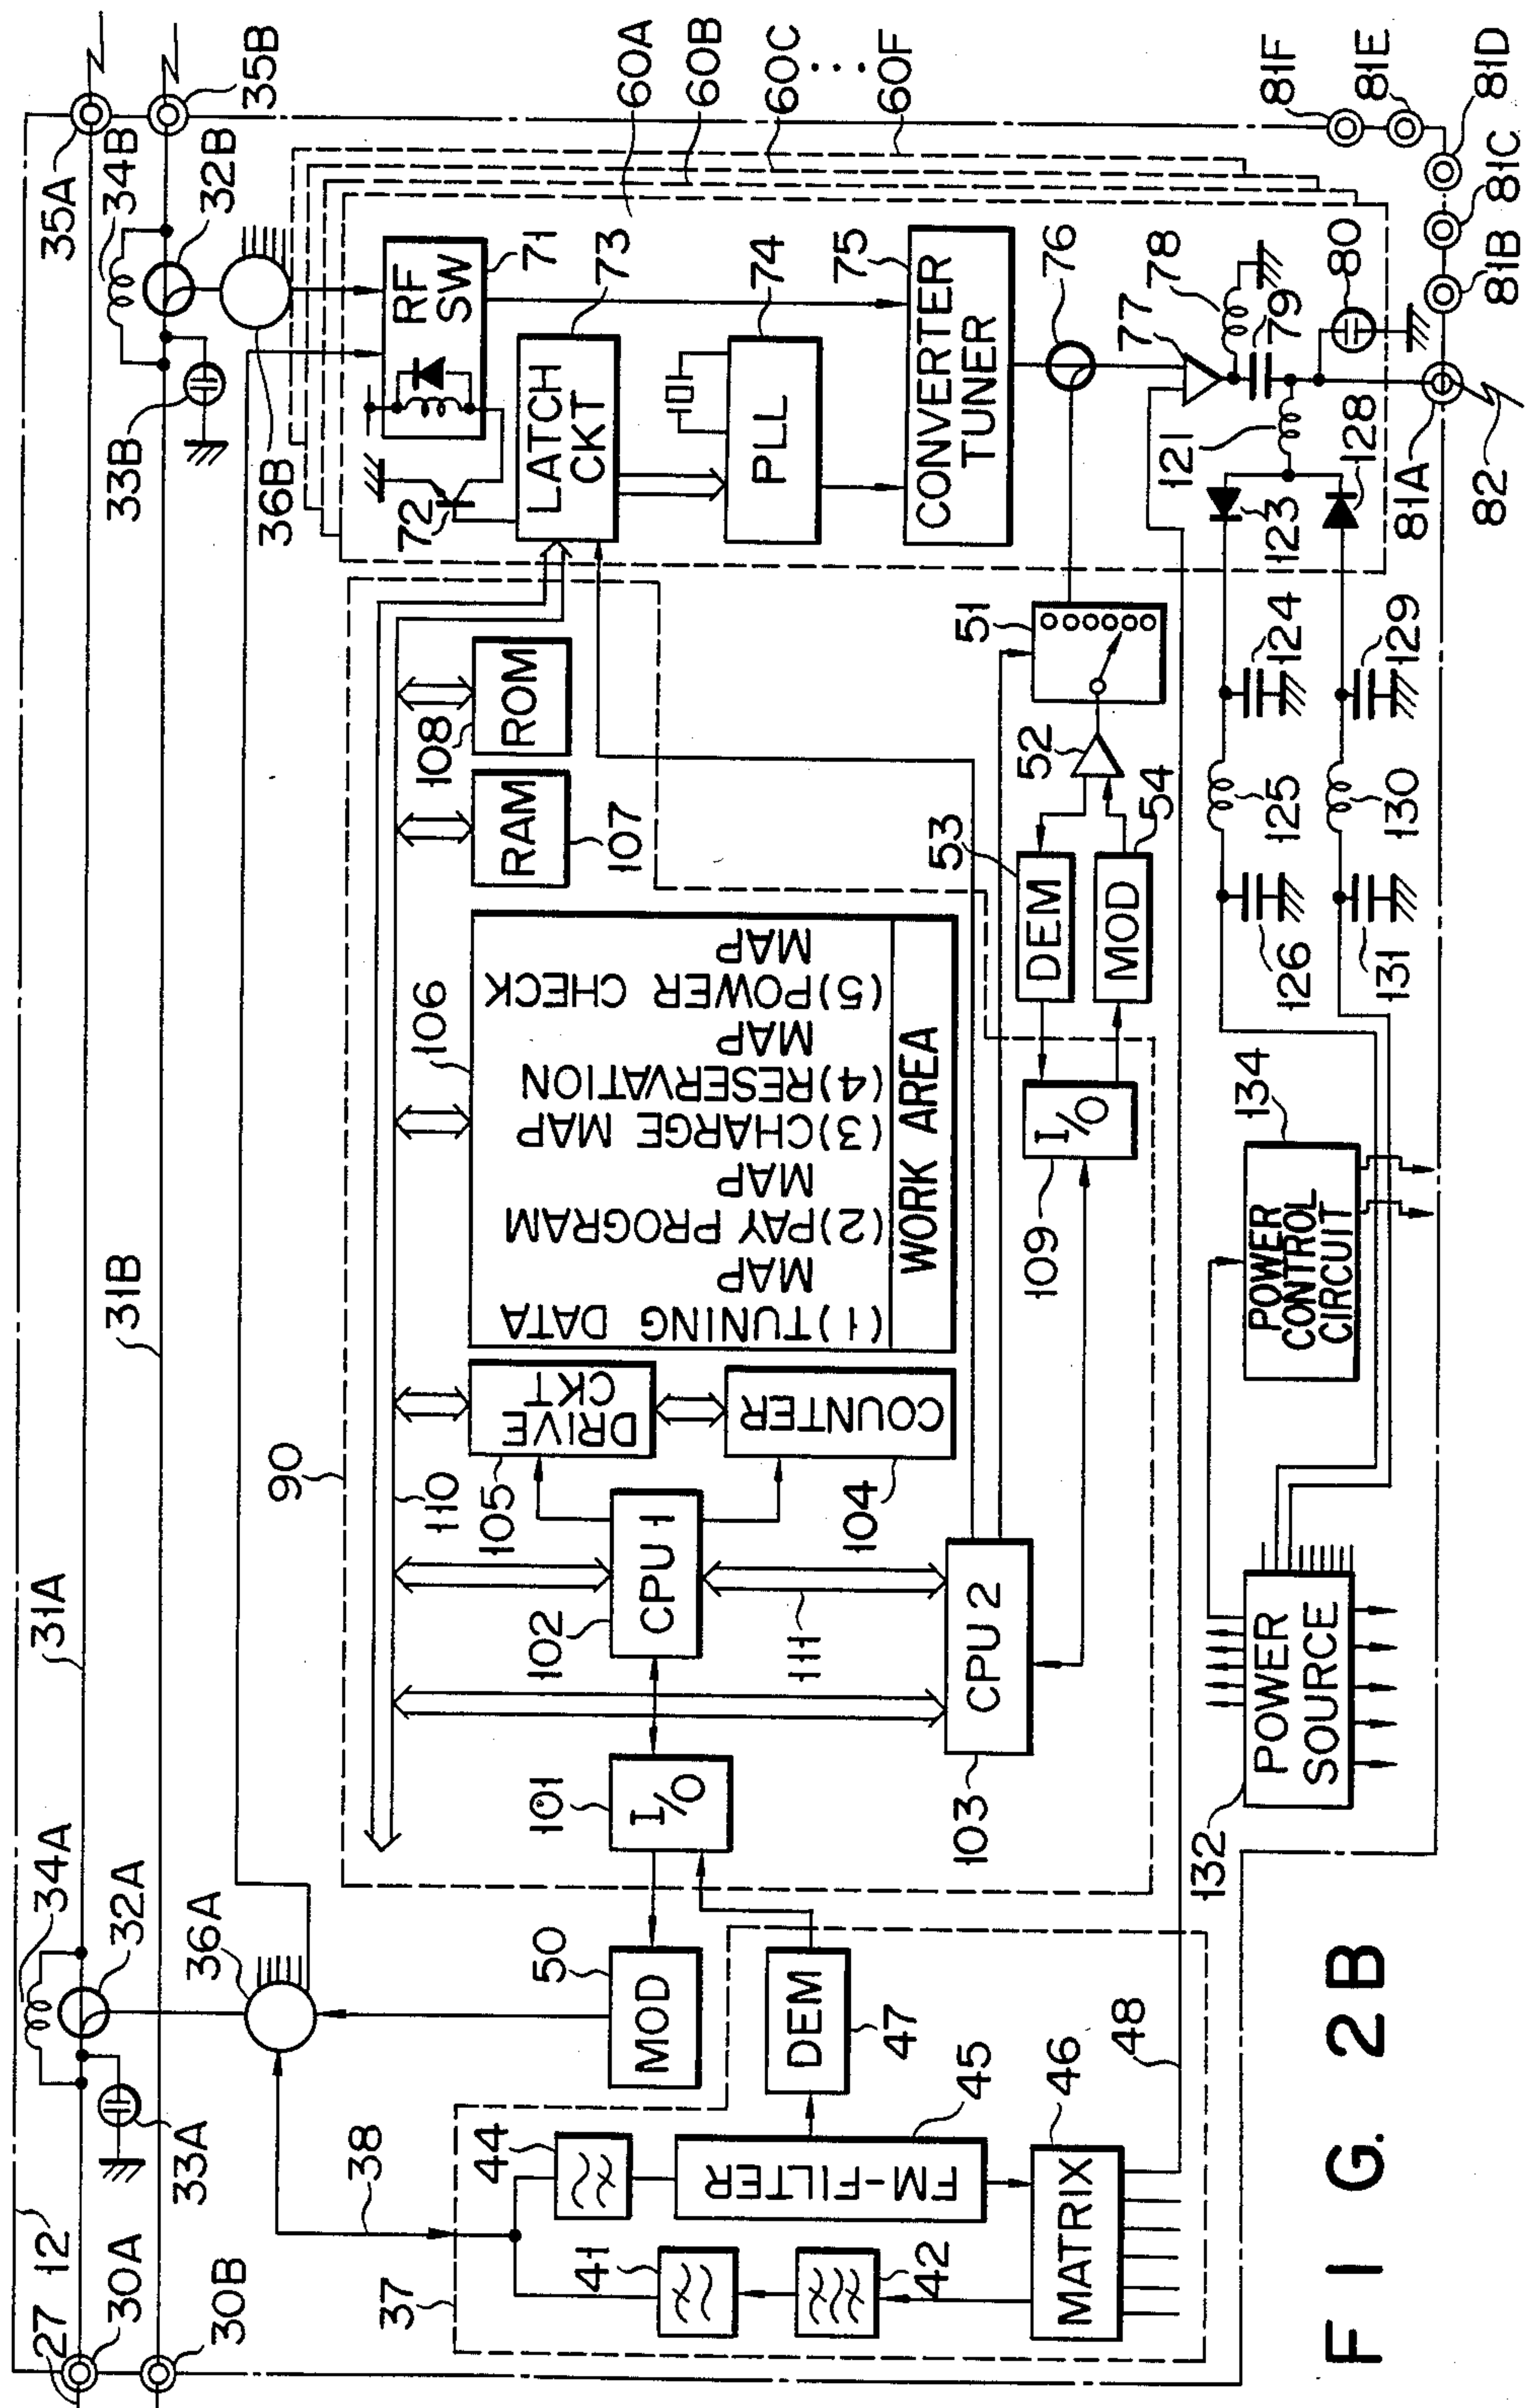 27
12
30A
30B
33A
34A
32A
31A
31B
34B
35A
35B
32B
33B
36B
36A
38
37
41
42
44
FM-FILTER
45
MATRIX
46
48
DEM
47
MOD
50
90
I/O
101
CPU 1
102
CPU 2
103
110
111
DRIVE
CKT
105
COUNTER
104
106
(1) TUNING DATA
MAP
(2) PAY PROGRAM
MAP
(3) CHARGE MAP
(4) RESERVATION
MAP
(5) POWER CHECK
MAP
WORK AREA
RAM
107
ROM
108
I/O
109
DEM
53
MOD
54
52
51
60A
60B
60C
60F
RF
SW
71
72
LATCH
CKT
73
PLL
74
CONVERTER
TUNER
75
76
77
78
79
80
121
123
128
124
125
126
129
130
131
POWER
SOURCE
132
POWER
CONTROL
CIRCUIT
134
81A
82
81B
81C
81D
81E
81F
FIG. 2B